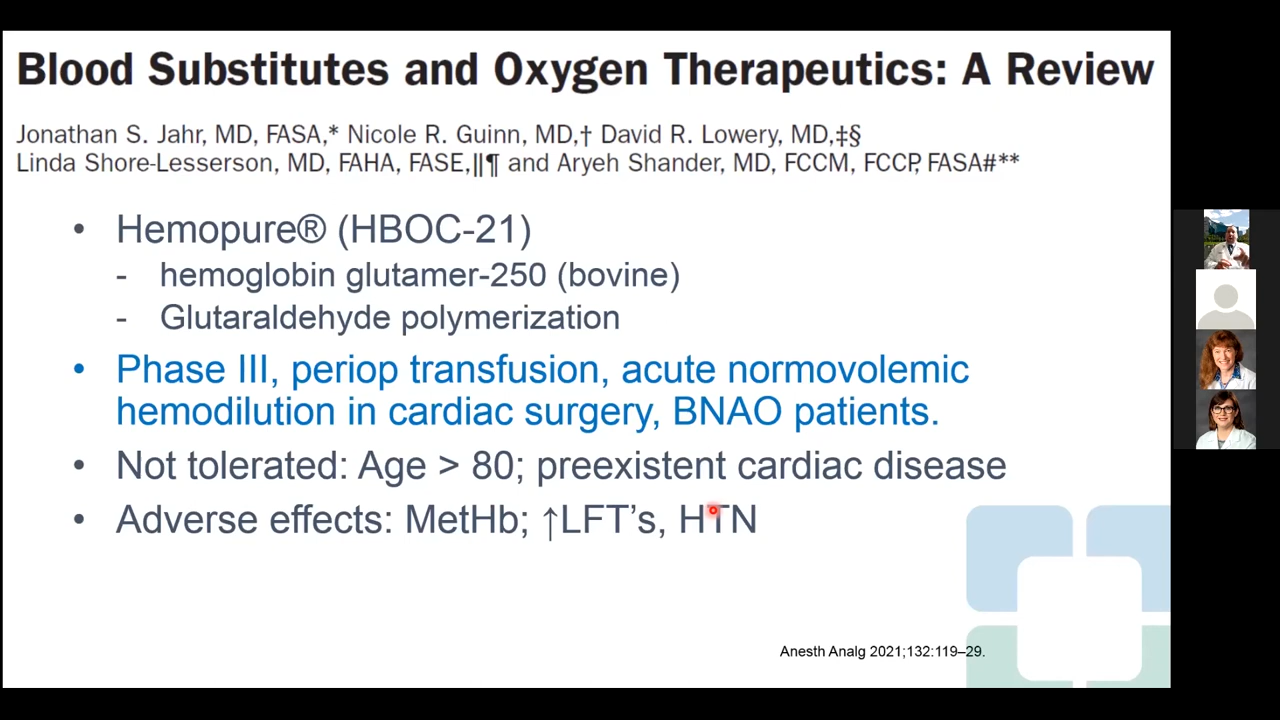 Blood Substitutes and Oxygen Therapeutics: A Review
Jonathan S. Jahr, MD, FASA,* Nicole R. Guinn, MD,† David R. Lowery, MD,‡§
Linda Shore-Lesserson, MD, FAHA, FASE,‖¶ and Aryeh Shander, MD, FCCM, FCCP, FASA#**
• Hemopure® (HBOC-21)
- hemoglobin glutamer-250 (bovine)
- Glutaraldehyde polymerization
• Phase III, periop transfusion, acute normovolemic
hemodilution in cardiac surgery, BNAO patients.
• Not tolerated: Age > 80; preexistent cardiac disease
• Adverse effects: MetHb; ↑LFT’s, HTN
Anesth Analg 2021;132:119–29.